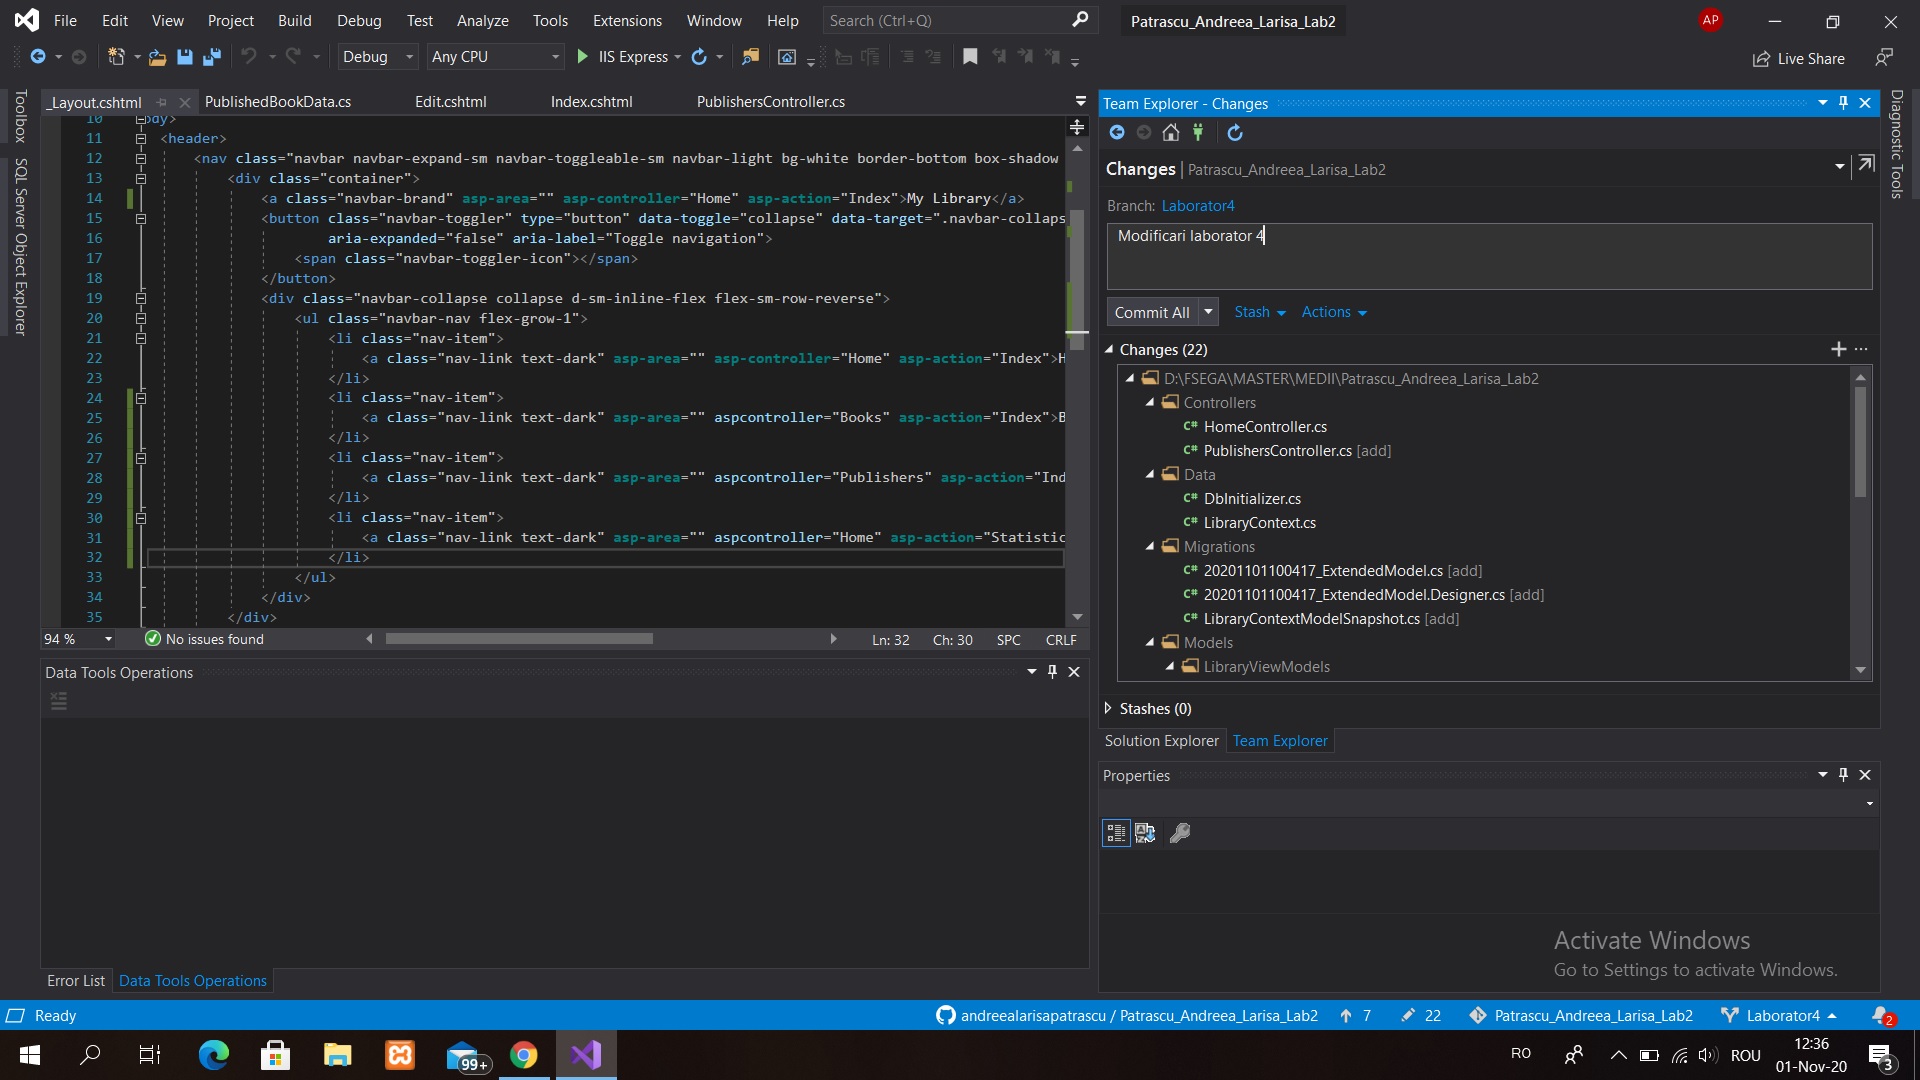 File Edit View Project Build Debug Test Analyze Tools Extensions Window Help Search (Ctrl+Q) Patrascu_Andreea_Larisa_Lab2 AP
Debug Any CPU IIS Express Live Share
Toolbox
SQL Server Object Explorer
_Layout.cshtml PublishedBookData.cs Edit.cshtml Index.cshtml PublishersController.cs
10 ody>
11 <header>
12 <nav class="navbar navbar-expand-sm navbar-toggleable-sm navbar-light bg-white border-bottom box-shadow
13 <div class="container">
14 <a class="navbar-brand" asp-area="" asp-controller="Home" asp-action="Index">My Library</a>
15 <button class="navbar-toggler" type="button" data-toggle="collapse" data-target=".navbar-collaps
16 aria-expanded="false" aria-label="Toggle navigation">
17 <span class="navbar-toggler-icon"></span>
18 </button>
19 <div class="navbar-collapse collapse d-sm-inline-flex flex-sm-row-reverse">
20 <ul class="navbar-nav flex-grow-1">
21 <li class="nav-item">
22 <a class="nav-link text-dark" asp-area="" asp-controller="Home" asp-action="Index">H
23 </li>
24 <li class="nav-item">
25 <a class="nav-link text-dark" asp-area="" aspcontroller="Books" asp-action="Index">B
26 </li>
27 <li class="nav-item">
28 <a class="nav-link text-dark" asp-area="" aspcontroller="Publishers" asp-action="Ind
29 </li>
30 <li class="nav-item">
31 <a class="nav-link text-dark" asp-area="" aspcontroller="Home" asp-action="Statistic
32 </li>
33 </ul>
34 </div>
35 </div>
94 % No issues found Ln: 32 Ch: 30 SPC CRLF
Data Tools Operations
Error List Data Tools Operations
Team Explorer - Changes
Changes | Patrascu_Andreea_Larisa_Lab2
Branch: Laborator4
Modificari laborator 4
Commit All Stash Actions
Changes (22)
D:\FSEGA\MASTER\MEDII\Patrascu_Andreea_Larisa_Lab2
Controllers
C# HomeController.cs
C# PublishersController.cs [add]
Data
C# DbInitializer.cs
C# LibraryContext.cs
Migrations
C# 20201101100417_ExtendedModel.cs [add]
C# 20201101100417_ExtendedModel.Designer.cs [add]
C# LibraryContextModelSnapshot.cs [add]
Models
LibraryViewModels
Stashes (0)
Solution Explorer Team Explorer
Properties
Diagnostic Tools
Activate Windows
Go to Settings to activate Windows.
Ready andreealarisapatrascu / Patrascu_Andreea_Larisa_Lab2 7 22 Patrascu_Andreea_Larisa_Lab2 Laborator4 2
99+ RO ROU 12:36
01-Nov-20 3